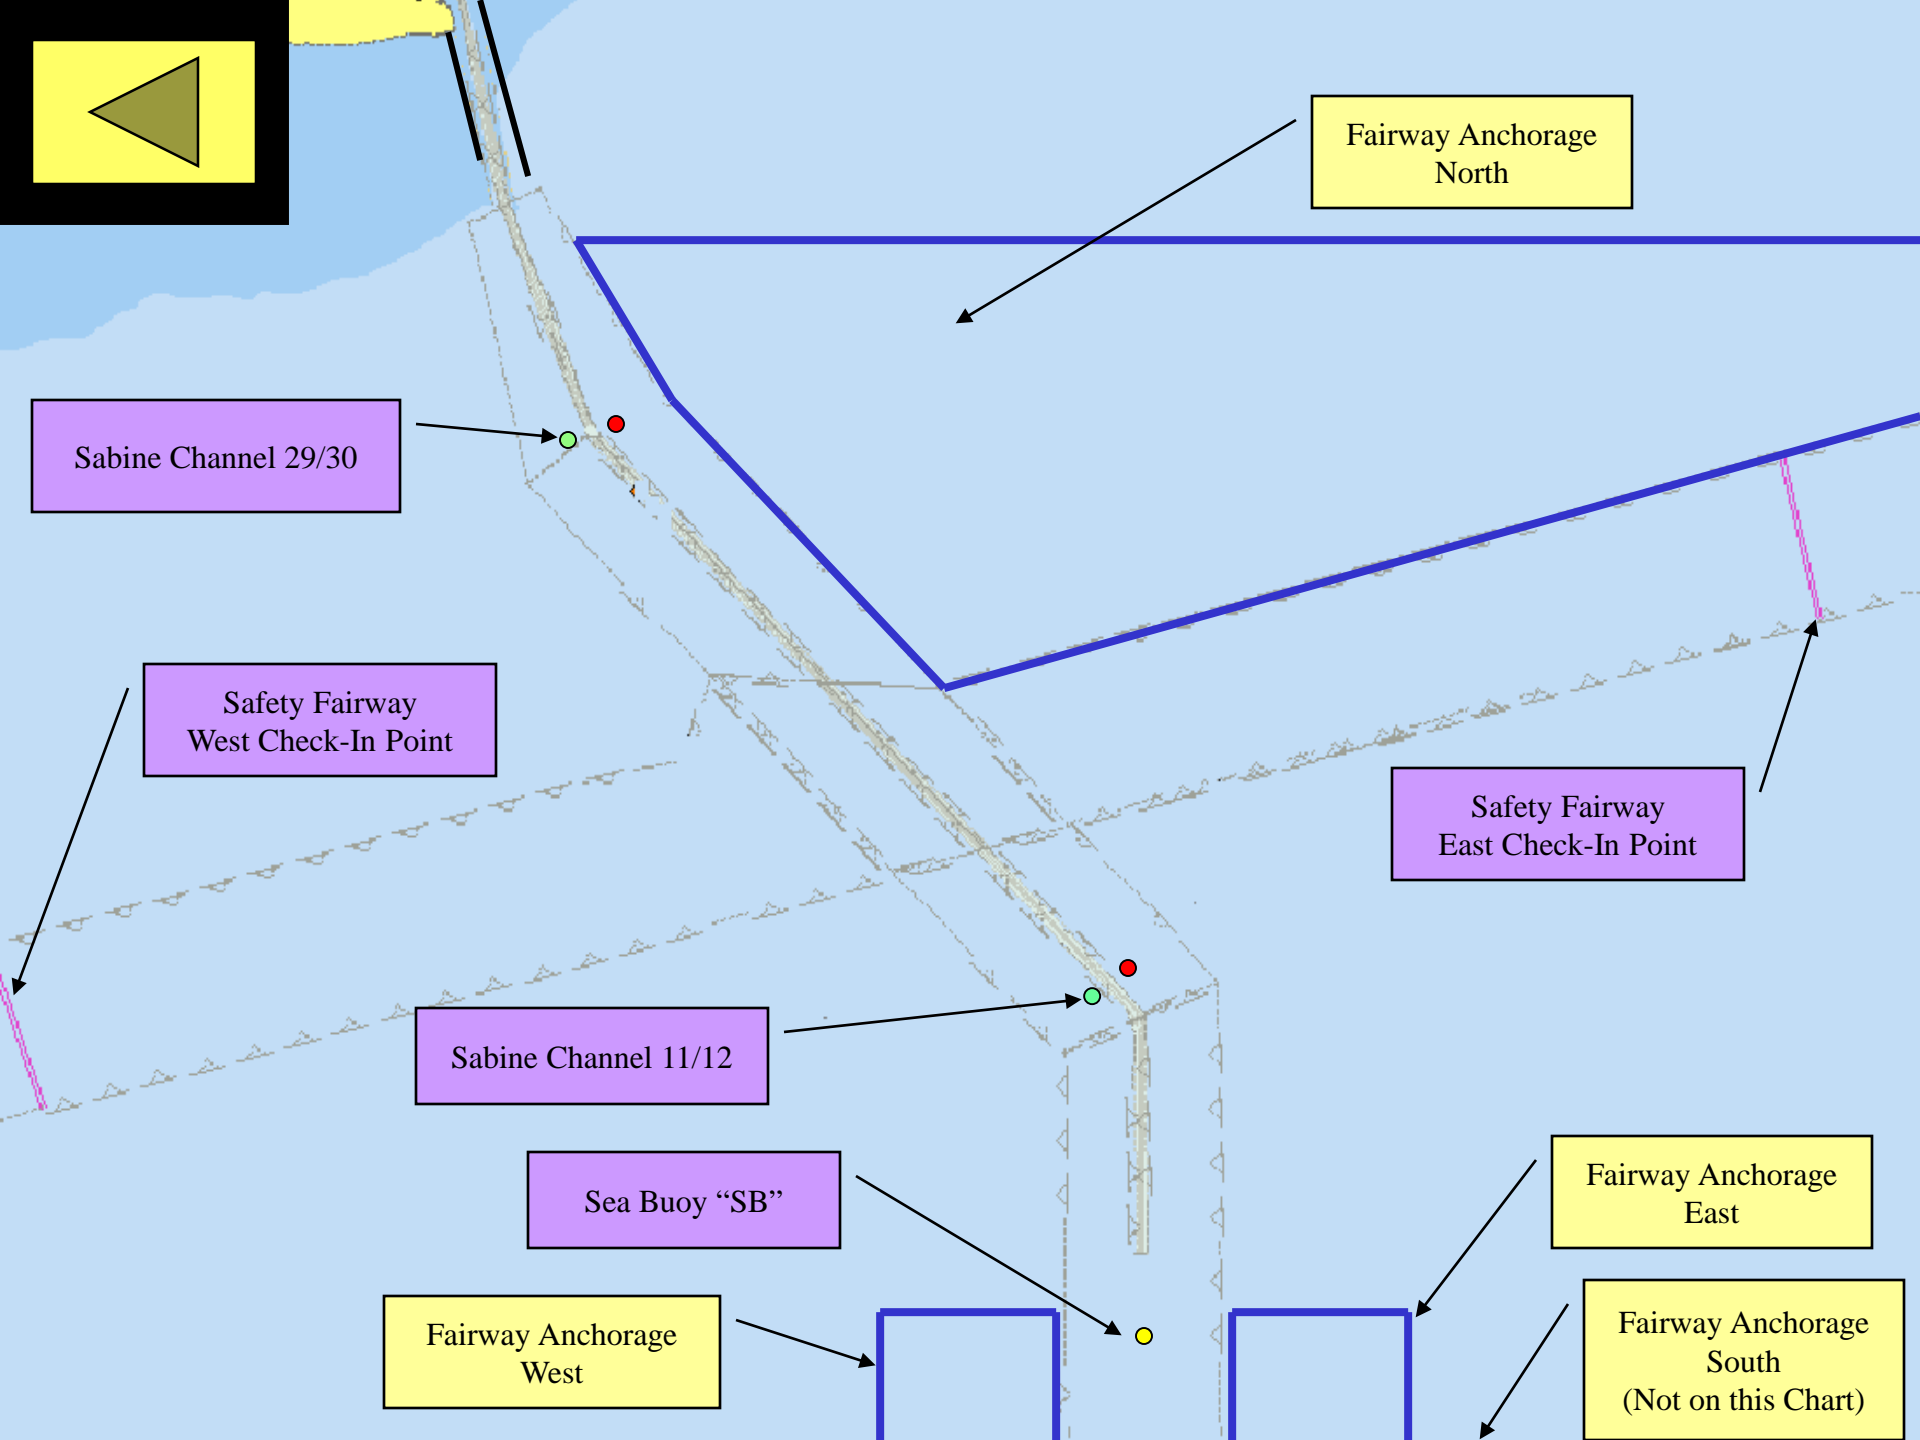 Fairway Anchorage
North
Sabine Channel 29/30
Safety Fairway
West Check-In Point
Safety Fairway
East Check-In Point
Sabine Channel 11/12
Sea Buoy “SB”
Fairway Anchorage
East
Fairway Anchorage
West
Fairway Anchorage
South
(Not on this Chart)